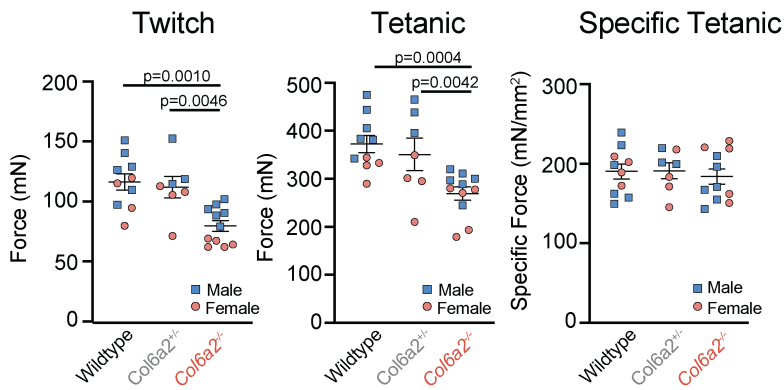 Twitch
Force (mN)
200
150
100
50
0
p=0.0010
p=0.0046
Male
Female
Wildtype
Col6a2+/-
Col6a2-/-
Tetanic
Force (mN)
500
400
300
200
100
0
p=0.0004
p=0.0042
Male
Female
Wildtype
Col6a2+/-
Col6a2-/-
Specific Tetanic
Specific Force (mN/mm²)
300
200
100
0
Male
Female
Wildtype
Col6a2+/-
Col6a2-/-